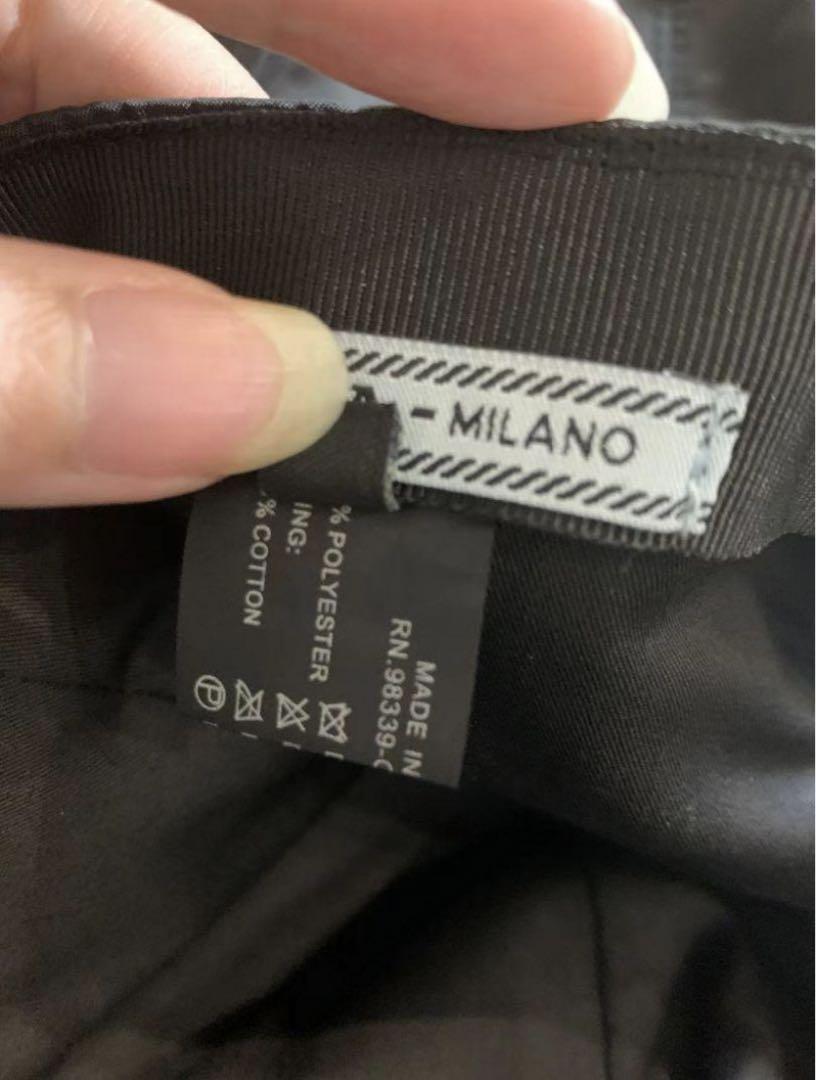 - MILANO
MADE IN
RN.98339-
% POLYESTER
ING:
% COTTON
P